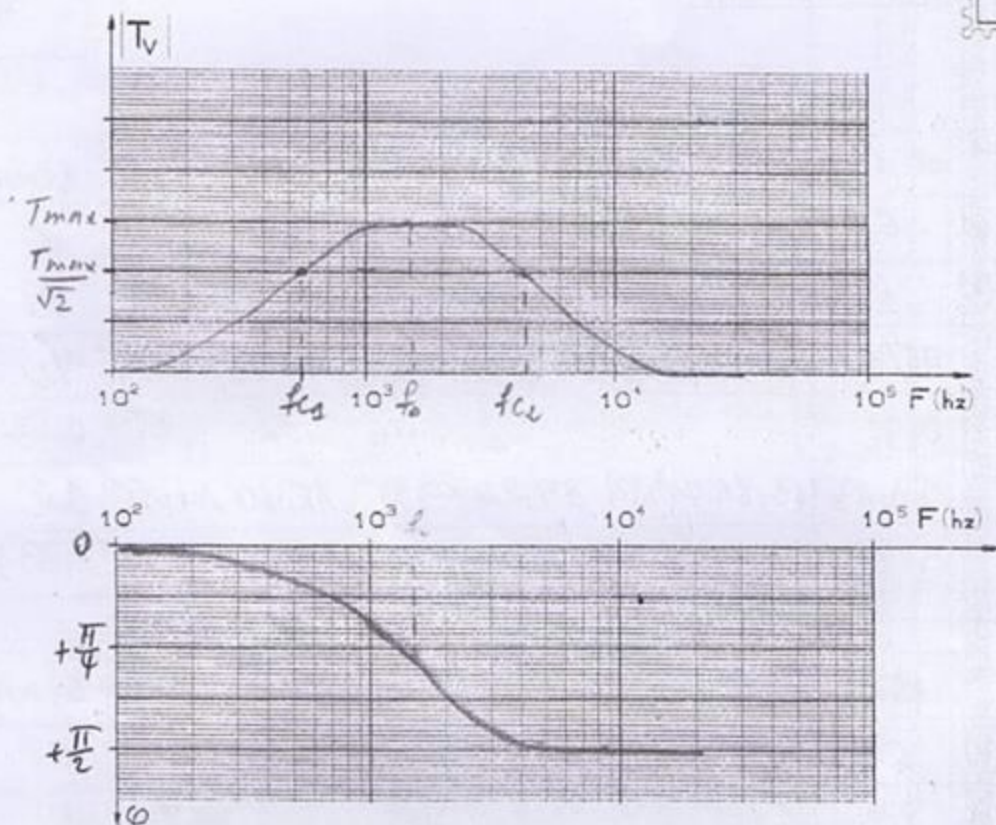 |Tv|
Tmax
Tmax
√2
10² fc1 10³ fo fc2 10⁴ 10⁵ F(hz)
10² 10³ 10⁴ 10⁵ F(hz)
0
+π/4
+π/2
φ